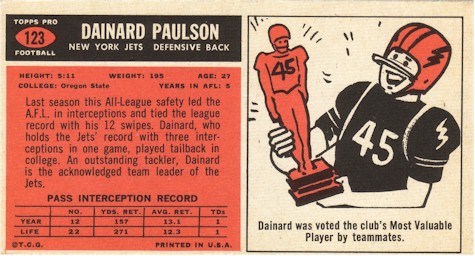 TOPPS PRO
123
FOOTBALL
DAINARD PAULSON
NEW YORK JETS DEFENSIVE BACK
HEIGHT: 5:11 WEIGHT: 185 AGE: 27
COLLEGE: Oregon State YEARS IN AFL: 5
Last season this All-League safety led the
A.F.L. in interceptions and tied the league
record with his 12 swipes. Dainard, who
holds the Jets' record with three inter-
ceptions in one game, played tailback in
college. An outstanding tackler, Dainard
is the acknowledged team leader of the
Jets.
PASS INTERCEPTION RECORD
NO. YDS. RET. AVG. RET. TDs
YEAR 12 157 13.1 1
LIFE 22 271 12.3 1
©T.C.G. PRINTED IN U.S.A.
45
45
Dainard was voted the club's Most Valuable
Player by teammates.